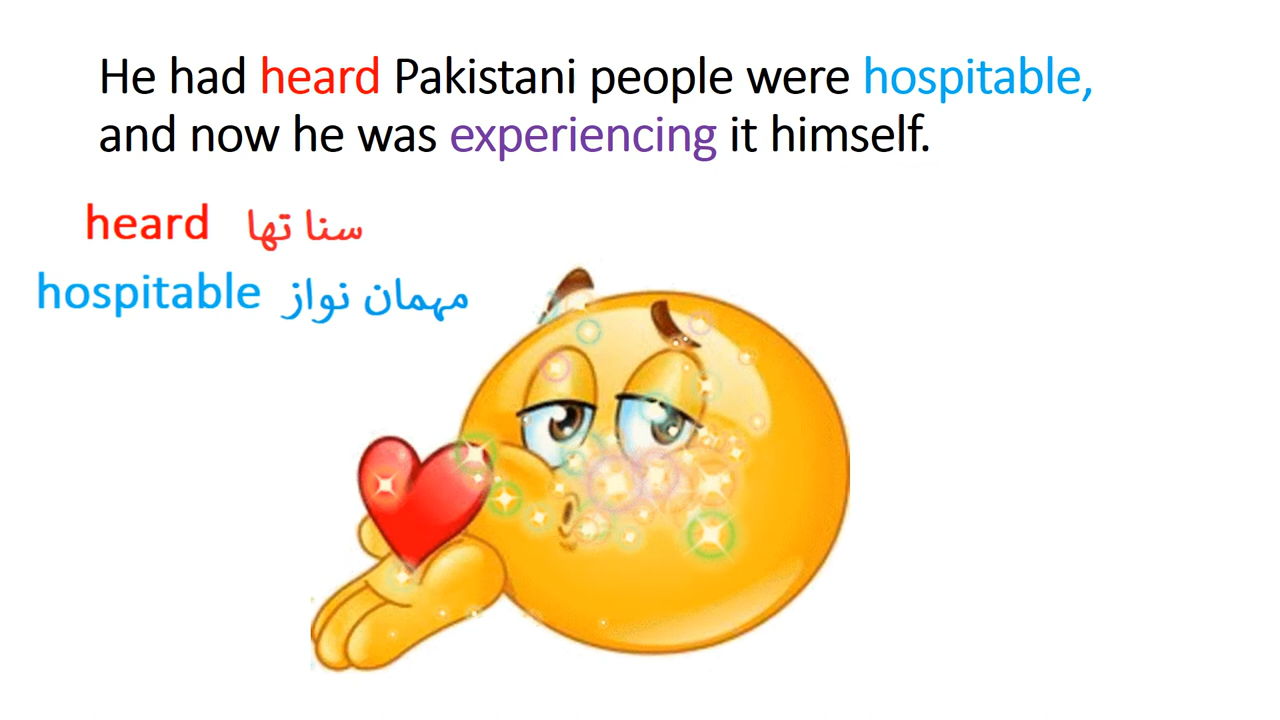 He had heard Pakistani people were hospitable,
and now he was experiencing it himself.
heard سنا تھا
hospitable مہمان نواز